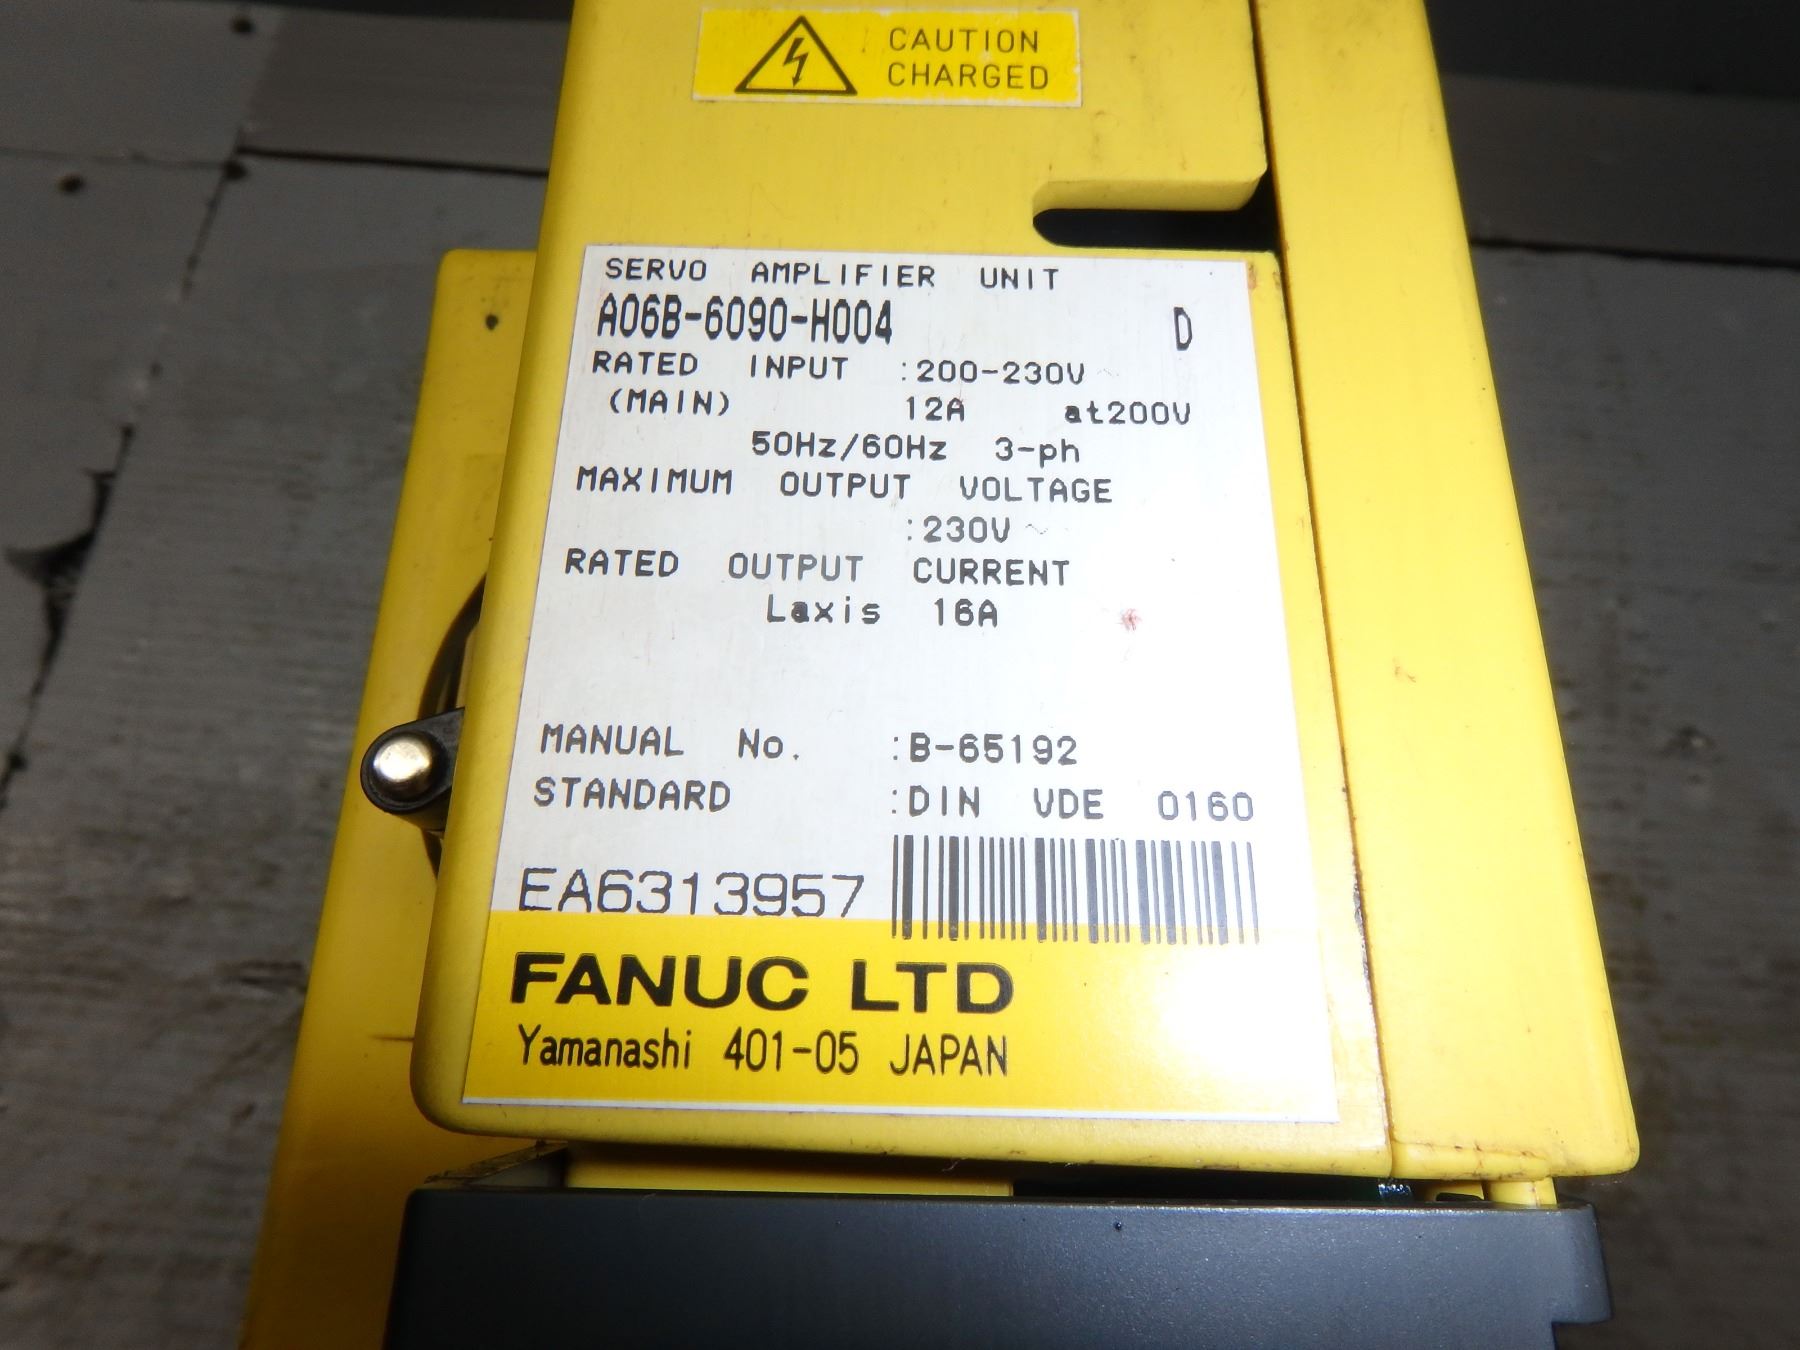 CAUTION
CHARGED
SERVO AMPLIFIER UNIT
A06B-6090-H004 D
RATED INPUT :200-230V~
(MAIN) 12A at200V
50Hz/60Hz 3-ph
MAXIMUM OUTPUT VOLTAGE
:230V~
RATED OUTPUT CURRENT
Laxis 16A
MANUAL No. :B-65192
STANDARD :DIN VDE 0160
EA6313957
FANUC LTD
Yamanashi 401-05 JAPAN